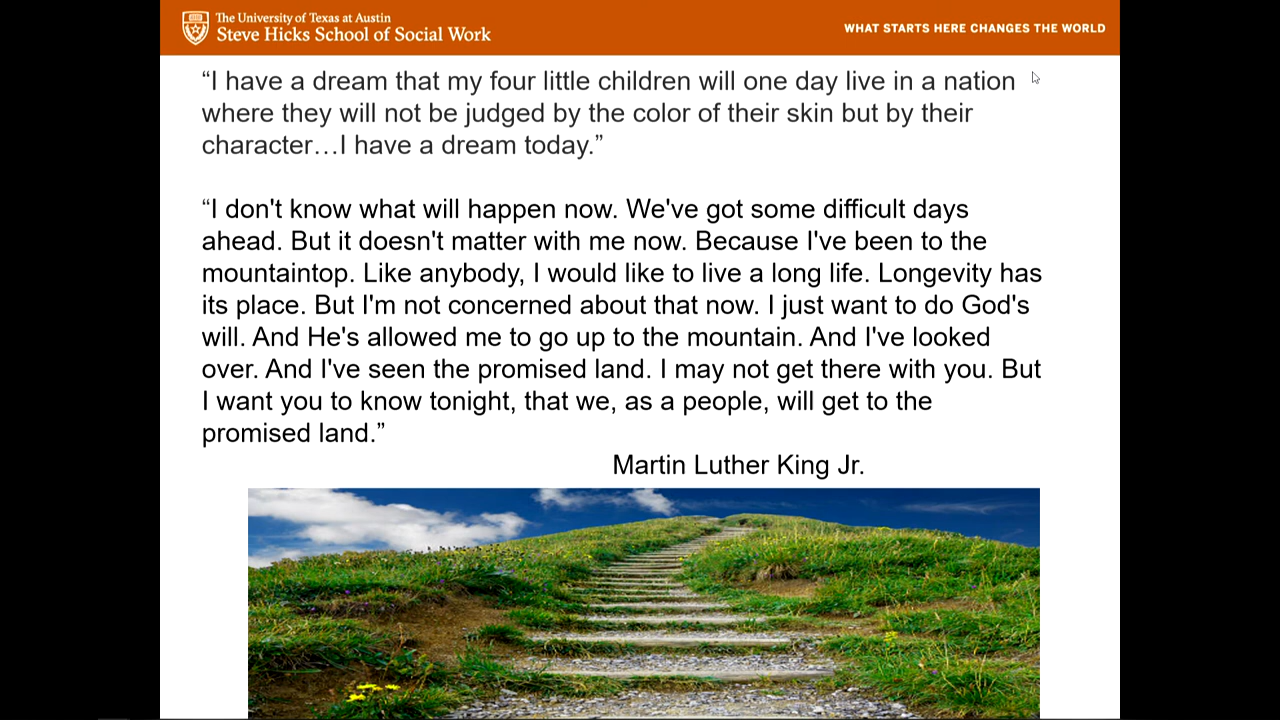 The University of Texas at Austin
Steve Hicks School of Social Work
WHAT STARTS HERE CHANGES THE WORLD
“I have a dream that my four little children will one day live in a nation
where they will not be judged by the color of their skin but by their
character…I have a dream today.”
“I don't know what will happen now. We've got some difficult days
ahead. But it doesn't matter with me now. Because I've been to the
mountaintop. Like anybody, I would like to live a long life. Longevity has
its place. But I'm not concerned about that now. I just want to do God's
will. And He's allowed me to go up to the mountain. And I've looked
over. And I've seen the promised land. I may not get there with you. But
I want you to know tonight, that we, as a people, will get to the
promised land.”
Martin Luther King Jr.